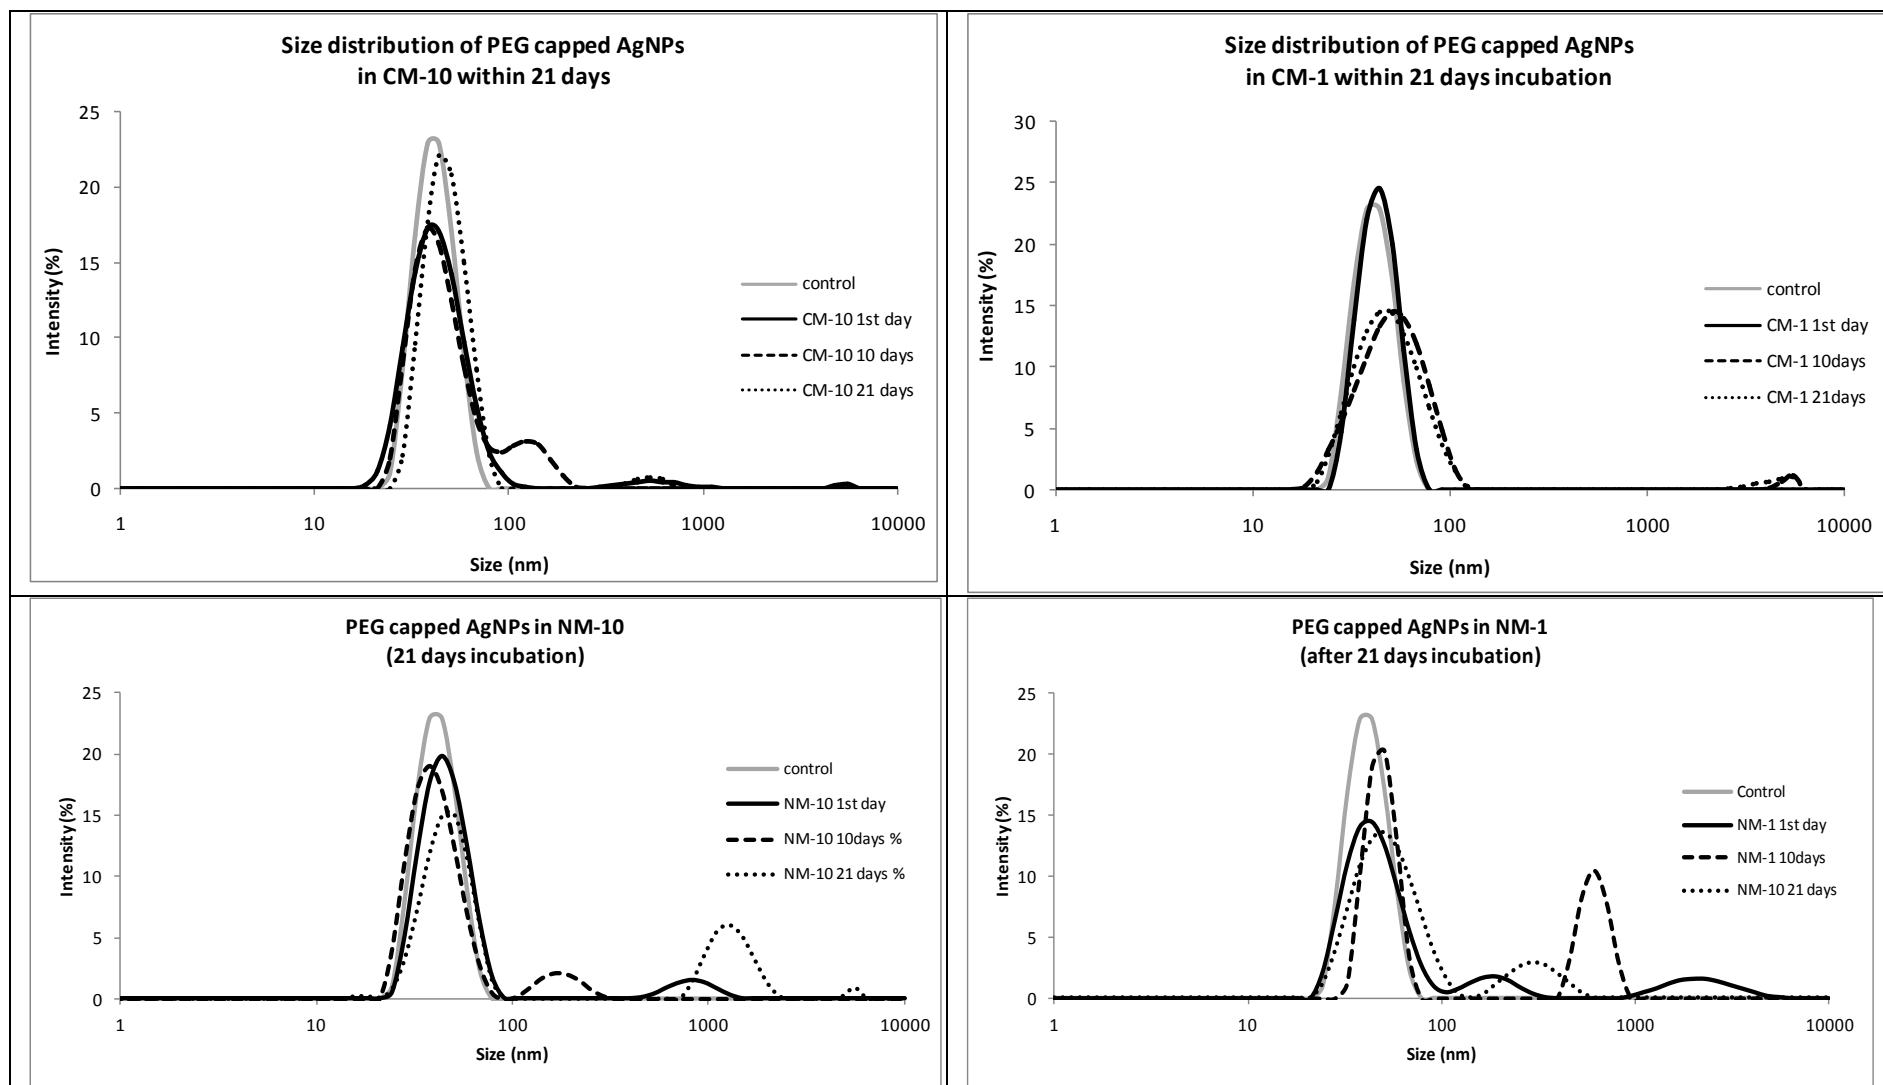 Size distribution of PEG capped AgNPs
in CM-10 within 21 days
25
20
15
10
5
0
Intensity (%)
control
CM-10 1st day
CM-10 10 days
CM-10 21 days
1 10 100 1000 10000
Size (nm)
Size distribution of PEG capped AgNPs
in CM-1 within 21 days incubation
30
25
20
15
10
5
0
Intensity (%)
control
CM-1 1st day
CM-1 10days
CM-1 21days
1 10 100 1000 10000
Size (nm)
PEG capped AgNPs in NM-10
(21 days incubation)
25
20
15
10
5
0
Intensity (%)
control
NM-10 1st day
NM-10 10days %
NM-10 21 days %
1 10 100 1000 10000
Size (nm)
PEG capped AgNPs in NM-1
(after 21 days incubation)
25
20
15
10
5
0
Intensity (%)
Control
NM-1 1st day
NM-1 10days
NM-10 21 days
1 10 100 1000 10000
Size (nm)